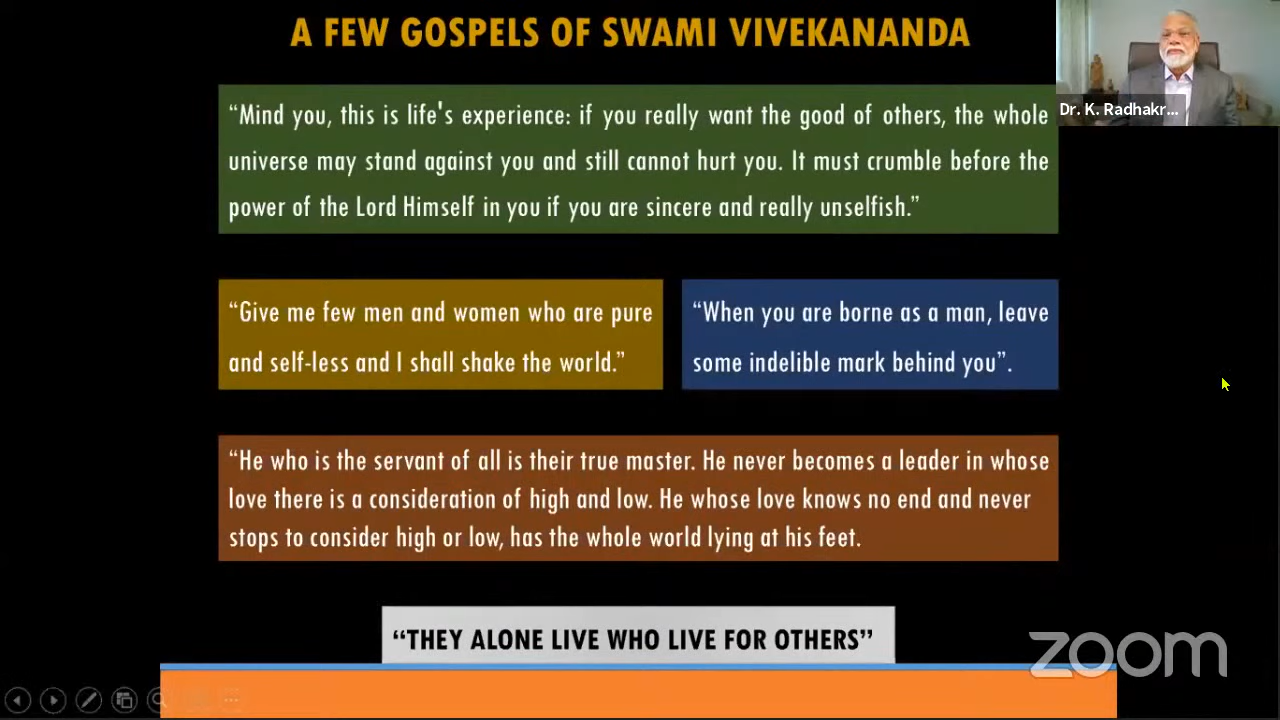 A FEW GOSPELS OF SWAMI VIVEKANANDA
Dr. K. Radhakr...
“Mind you, this is life's experience: if you really want the good of others, the whole
universe may stand against you and still cannot hurt you. It must crumble before the
power of the Lord Himself in you if you are sincere and really unselfish.”
“Give me few men and women who are pure
and self-less and I shall shake the world.”
“When you are borne as a man, leave
some indelible mark behind you”.
“He who is the servant of all is their true master. He never becomes a leader in whose
love there is a consideration of high and low. He whose love knows no end and never
stops to consider high or low, has the whole world lying at his feet.
“THEY ALONE LIVE WHO LIVE FOR OTHERS”
zoom